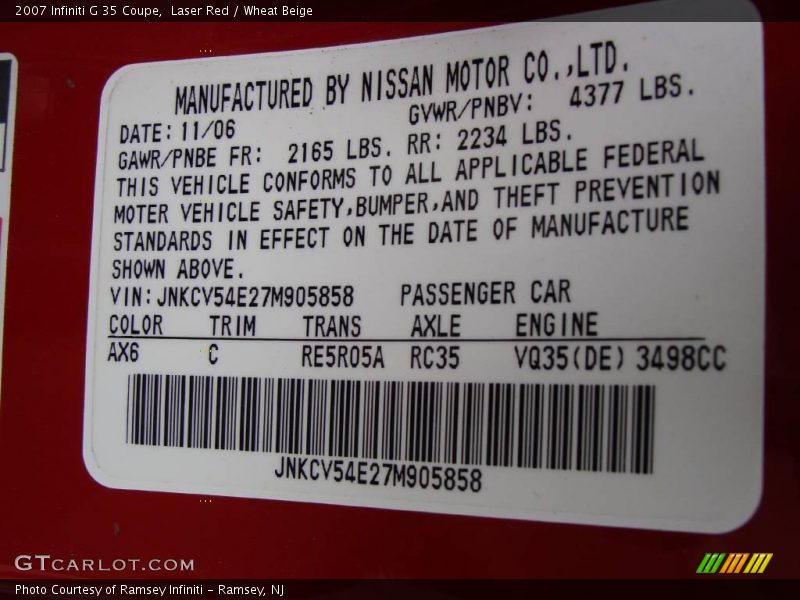 2007 Infiniti G 35 Coupe,  Laser Red / Wheat Beige
MANUFACTURED BY NISSAN MOTOR CO.,LTD.
DATE: 11/06 GVWR/PNBV: 4377 LBS.
GAWR/PNBE FR: 2165 LBS. RR: 2234 LBS.
THIS VEHICLE CONFORMS TO ALL APPLICABLE FEDERAL
MOTER VEHICLE SAFETY,BUMPER,AND THEFT PREVENTION
STANDARDS IN EFFECT ON THE DATE OF MANUFACTURE
SHOWN ABOVE.
VIN: JNKCV54E27M905858 PASSENGER CAR
COLOR TRIM TRANS AXLE ENGINE
AX6 C RE5R05A RC35 VQ35(DE) 3498CC
JNKCV54E27M905858
GTCARLOT.COM
Photo Courtesy of Ramsey Infiniti - Ramsey, NJ